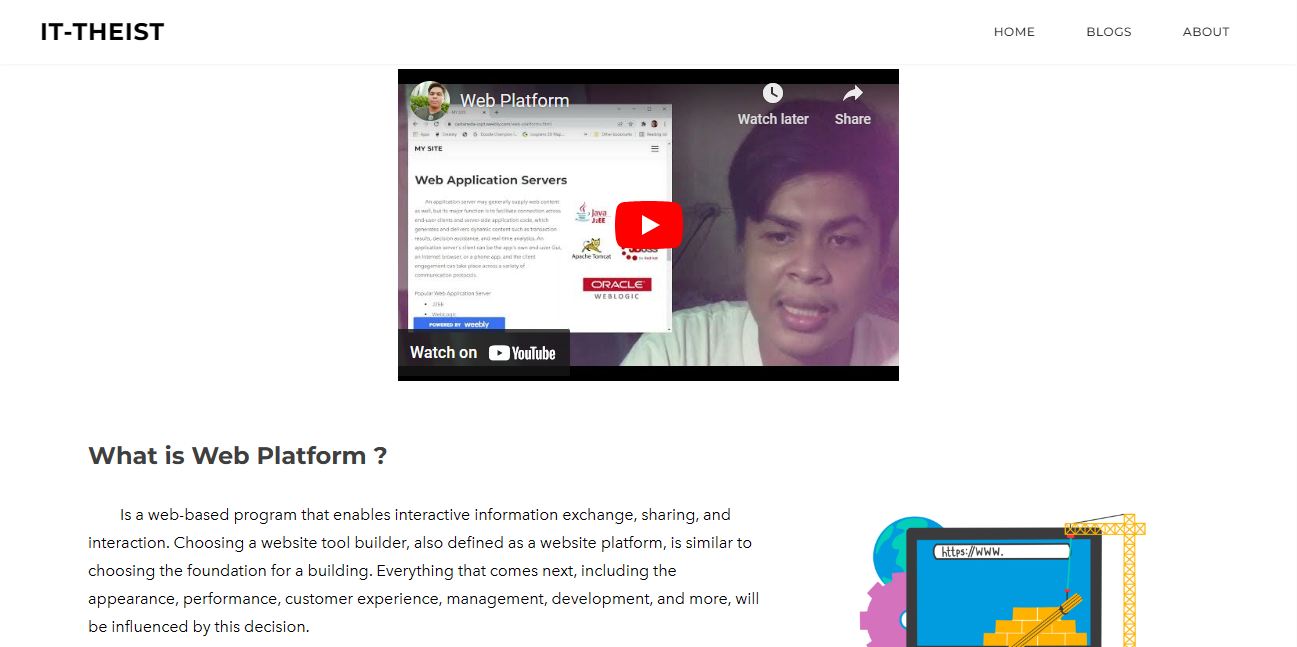 IT-THEIST
HOME BLOGS ABOUT
Web Platform
Watch later
Share
MY SITE
Web Application Servers
An application server may generally supply web content
as well, but its major function is to facilitate connection across
end-user clients and server-side application code, which
generates and delivers dynamic content such as transaction
results, decision assistance, and real-time analytics. An
application server's client can be the app's own end-user GUI,
an Internet browser, or a phone app, and the client
engagement can take place across a variety of
communication protocols.
Popular Web Application Server
J2EE
WebLogic
Java
J2EE
Apache Tomcat
ORACLE
WEBLOGIC
POWERED BY weebly
Watch on YouTube
What is Web Platform ?
Is a web-based program that enables interactive information exchange, sharing, and
interaction. Choosing a website tool builder, also defined as a website platform, is similar to
choosing the foundation for a building. Everything that comes next, including the
appearance, performance, customer experience, management, development, and more, will
be influenced by this decision.
https://WWW.